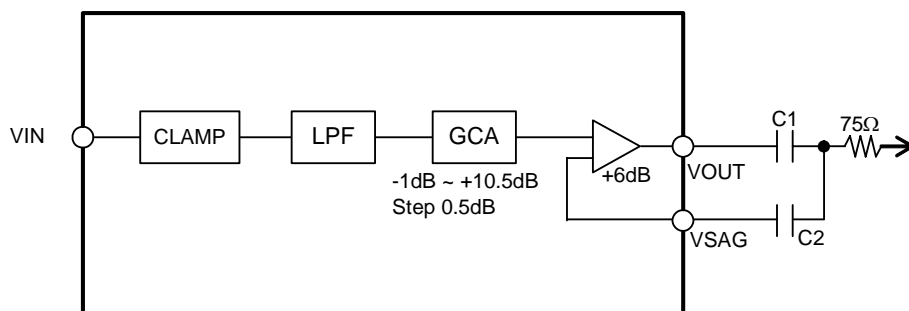 VIN
CLAMP
LPF
GCA
-1dB ~ +10.5dB
Step 0.5dB
+6dB
VOUT
VSAG
C1
C2
75Ω